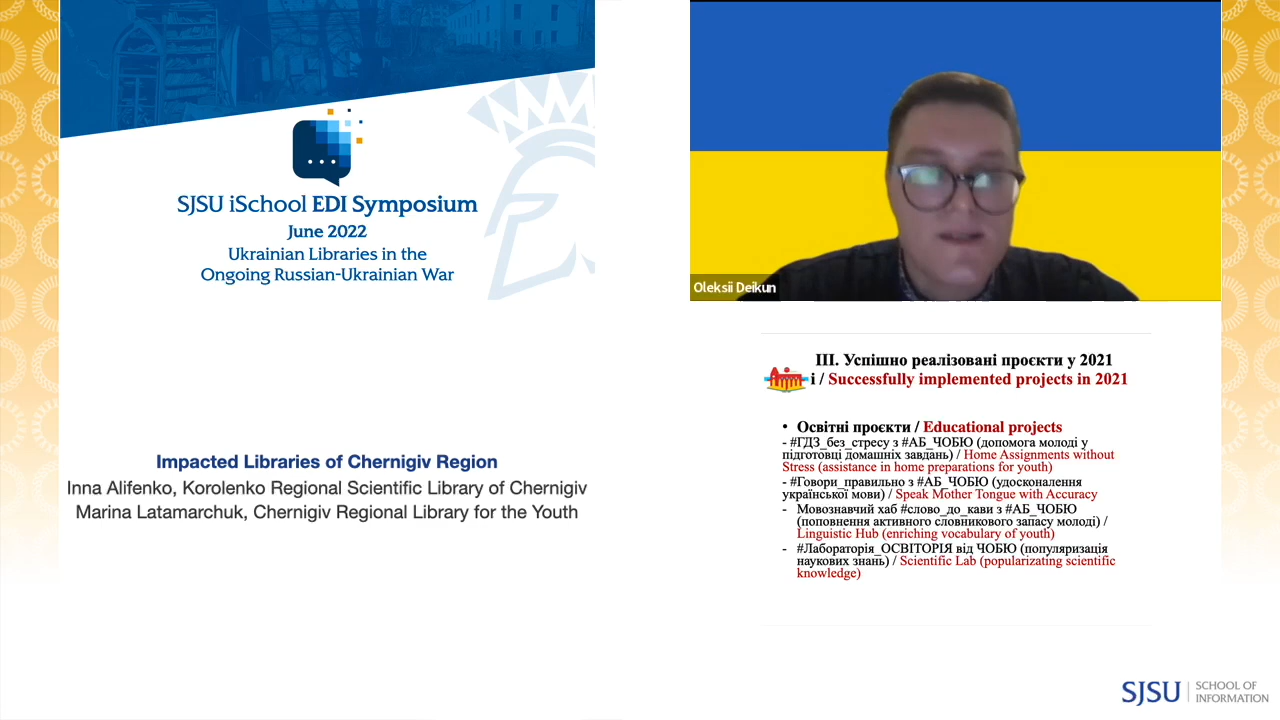 SJSU iSchool EDI Symposium
June 2022
Ukrainian Libraries in the
Ongoing Russian-Ukrainian War
Impacted Libraries of Chernigiv Region
Inna Alifenko, Korolenko Regional Scientific Library of Chernigiv
Marina Latamarchuk, Chernigiv Regional Library for the Youth
Oleksii Deikun
III. Успішно реалізовані проєкти у 2021
і / Successfully implemented projects in 2021
• Освітні проєкти / Educational projects
- #ГДЗ_без_стресу з #АБ_ЧОБЮ (допомога молоді у
підготовці домашніх завдань) / Home Assignments without
Stress (assistance in home preparations for youth)
- #Говори_правильно з #АБ_ЧОБЮ (удосконалення
української мови) / Speak Mother Tongue with Accuracy
- Мовознавчий хаб #слово_до_кави з #АБ_ЧОБЮ
(поповнення активного словникового запасу молоді) /
Linguistic Hub (enriching vocabulary of youth)
- #Лабораторія_ОСВІТОРІЯ від ЧОБЮ (популяризація
наукових знань) / Scientific Lab (popularizating scientific
knowledge)
SJSU SCHOOL OF
INFORMATION